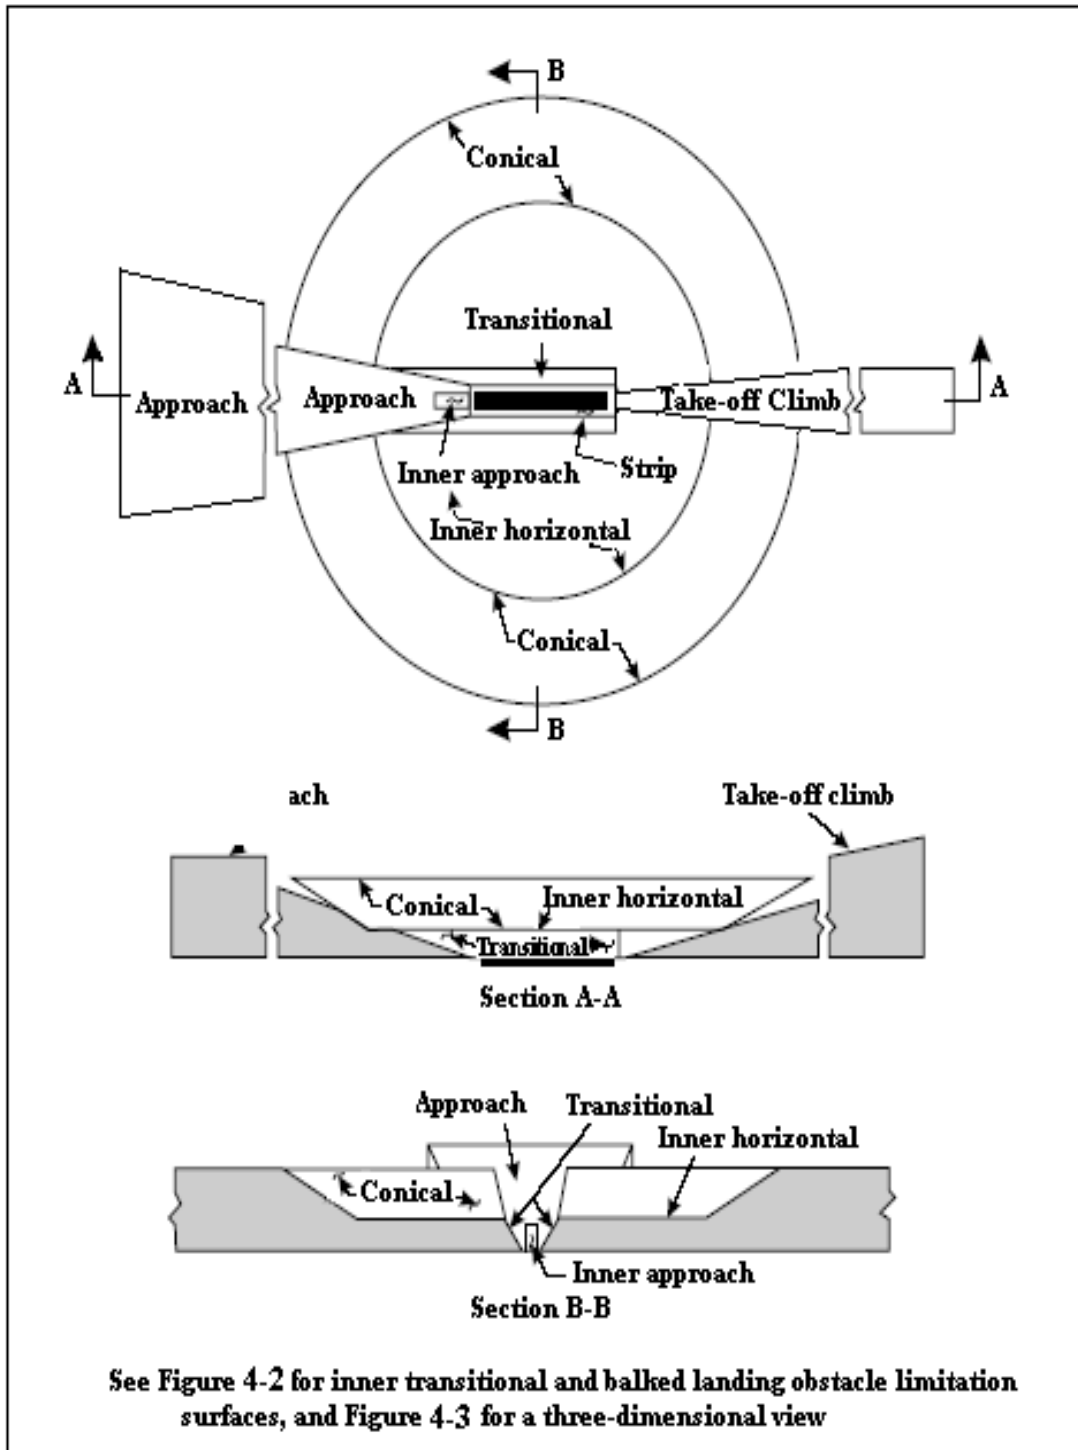 B
Conical
Transitional
A
A
Approach
Approach
Take-off Climb
Inner approach
Strip
Inner horizontal
Conical
B
ach
Take-off climb
Conical
Inner horizontal
Transitional
Section A-A
Approach
Transitional
Inner horizontal
Conical
Inner approach
Section B-B
See Figure 4-2 for inner transitional and balked landing obstacle limitation
surfaces, and Figure 4-3 for a three-dimensional view